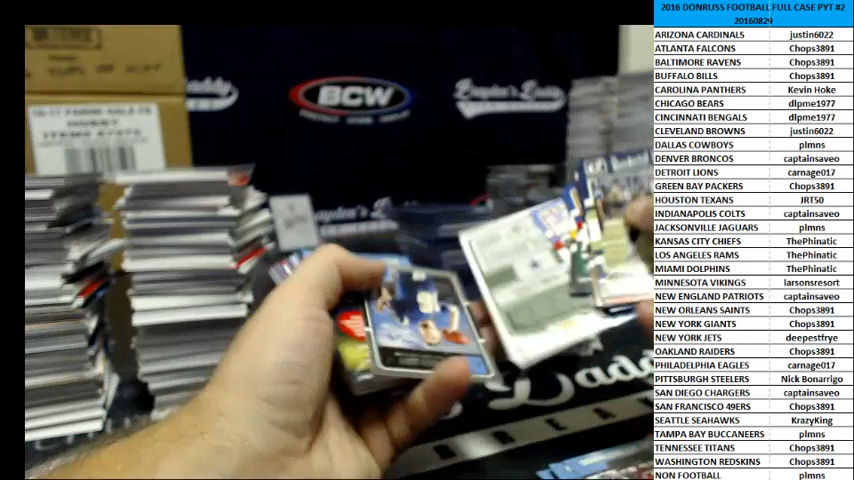 2016 DONRUSS FOOTBALL FULL CASE PYT #2
20160829
ARIZONA CARDINALS justin6022
ATLANTA FALCONS Chops3891
BALTIMORE RAVENS Chops3891
BUFFALO BILLS Chops3891
CAROLINA PANTHERS Kevin Hoke
CHICAGO BEARS dlpme1977
CINCINNATI BENGALS dlpme1977
CLEVELAND BROWNS justin6022
DALLAS COWBOYS plmns
DENVER BRONCOS captainsaveo
DETROIT LIONS carnage017
GREEN BAY PACKERS Chops3891
HOUSTON TEXANS JRT50
INDIANAPOLIS COLTS captainsaveo
JACKSONVILLE JAGUARS plmns
KANSAS CITY CHIEFS ThePhinatic
LOS ANGELES RAMS ThePhinatic
MIAMI DOLPHINS ThePhinatic
MINNESOTA VIKINGS larsonsresort
NEW ENGLAND PATRIOTS captainsaveo
NEW ORLEANS SAINTS Chops3891
NEW YORK GIANTS Chops3891
NEW YORK JETS deepestfrye
OAKLAND RAIDERS Chops3891
PHILADELPHIA EAGLES carnage017
PITTSBURGH STEELERS Nick Bonarrigo
SAN DIEGO CHARGERS captainsaveo
SAN FRANCISCO 49ERS Chops3891
SEATTLE SEAHAWKS KrazyKing
TAMPA BAY BUCCANEERS plmns
TENNESSEE TITANS Chops3891
WASHINGTON REDSKINS Chops3891
NON FOOTBALL plmns
BCW
Daddy